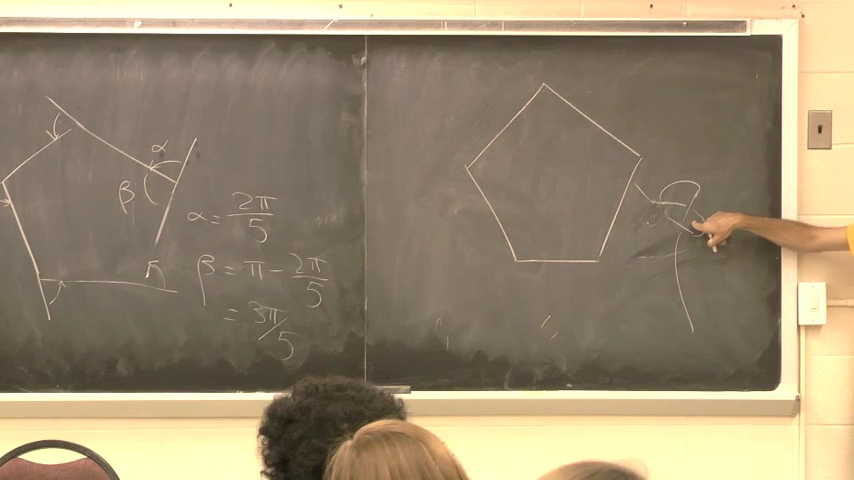 α
β
α = 2π/5
β = π - 2π/5
= 3π/5